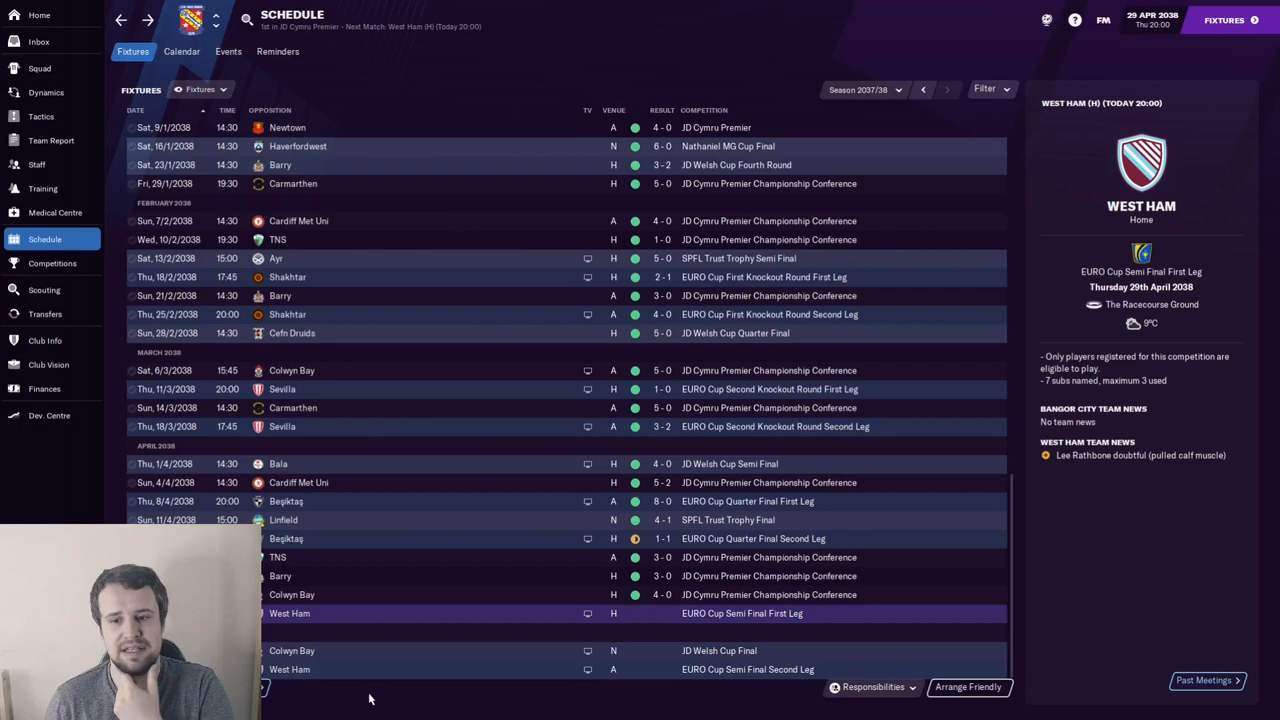 Home
Inbox
Squad
Dynamics
Tactics
Team Report
Staff
Training
Medical Centre
Schedule
Competitions
Scouting
Transfers
Club Info
Club Vision
Finances
Dev. Centre
SCHEDULE
1st in JD Cymru Premier - Next Match: West Ham (H) (Today 20:00)
FM
29 APR 2038
Thu 20:00
FIXTURES
Fixtures Calendar Events Reminders
FIXTURES Fixtures Season 2037/38 Filter
DATE TIME OPPOSITION TV VENUE RESULT COMPETITION
Sat, 9/1/2038 14:30 Newtown A 4 - 0 JD Cymru Premier
Sat, 16/1/2038 14:30 Haverfordwest N 6 - 0 Nathaniel MG Cup Final
Sat, 23/1/2038 14:30 Barry H 3 - 2 JD Welsh Cup Fourth Round
Fri, 29/1/2038 19:30 Carmarthen H 5 - 0 JD Cymru Premier Championship Conference
FEBRUARY 2038
Sun, 7/2/2038 14:30 Cardiff Met Uni A 4 - 0 JD Cymru Premier Championship Conference
Wed, 10/2/2038 19:30 TNS H 1 - 0 JD Cymru Premier Championship Conference
Sat, 13/2/2038 15:00 Ayr H 5 - 0 SPFL Trust Trophy Semi Final
Thu, 18/2/2038 17:45 Shakhtar H 2 - 1 EURO Cup First Knockout Round First Leg
Sun, 21/2/2038 14:30 Barry A 3 - 0 JD Cymru Premier Championship Conference
Thu, 25/2/2038 20:00 Shakhtar A 4 - 0 EURO Cup First Knockout Round Second Leg
Sun, 28/2/2038 14:30 Cefn Druids H 5 - 0 JD Welsh Cup Quarter Final
MARCH 2038
Sat, 6/3/2038 15:45 Colwyn Bay A 5 - 0 JD Cymru Premier Championship Conference
Thu, 11/3/2038 20:00 Sevilla H 1 - 0 EURO Cup Second Knockout Round First Leg
Sun, 14/3/2038 14:30 Carmarthen A 5 - 0 JD Cymru Premier Championship Conference
Thu, 18/3/2038 17:45 Sevilla A 3 - 2 EURO Cup Second Knockout Round Second Leg
APRIL 2038
Thu, 1/4/2038 14:30 Bala H 4 - 0 JD Welsh Cup Semi Final
Sun, 4/4/2038 14:30 Cardiff Met Uni H 5 - 2 JD Cymru Premier Championship Conference
Thu, 8/4/2038 20:00 Beşiktaş A 8 - 0 EURO Cup Quarter Final First Leg
Sun, 11/4/2038 15:00 Linfield N 4 - 1 SPFL Trust Trophy Final
Beşiktaş H 1 - 1 EURO Cup Quarter Final Second Leg
TNS A 3 - 0 JD Cymru Premier Championship Conference
Barry H 3 - 0 JD Cymru Premier Championship Conference
Colwyn Bay H 4 - 0 JD Cymru Premier Championship Conference
West Ham H EURO Cup Semi Final First Leg
Colwyn Bay N JD Welsh Cup Final
West Ham A EURO Cup Semi Final Second Leg
Responsibilities Arrange Friendly
WEST HAM (H) (TODAY 20:00)
WEST HAM
Home
EURO Cup Semi Final First Leg
Thursday 29th April 2038
The Racecourse Ground
9°C
- Only players registered for this competition are
eligible to play.
- 7 subs named, maximum 3 used
BANGOR CITY TEAM NEWS
No team news
WEST HAM TEAM NEWS
Lee Rathbone doubtful (pulled calf muscle)
Past Meetings